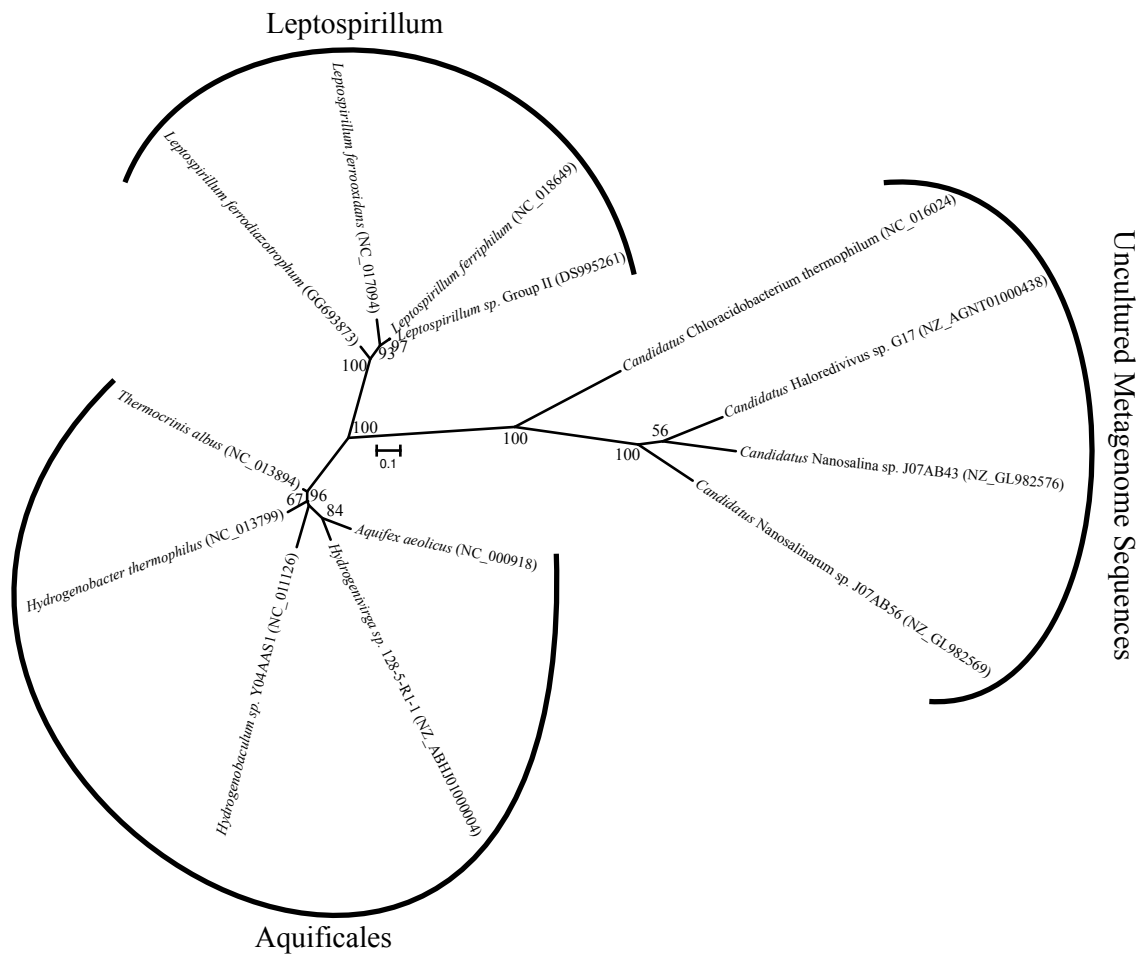 Leptospirillum
Leptospirillum ferrodiazotrophum (GG693873)
Leptospirillum ferrooxidans (NC_017094)
Leptospirillum ferriphilum (NC_018649)
Leptospirillum sp. Group II (DS995261)
97
93
100
100
0.1
Candidatus Chloracidobacterium thermophilum (NC_016024)
Candidatus Haloredivivus sp. G17 (NZ_AGNT01000438)
Candidatus Nanosalina sp. J07AB43 (NZ_GL982576)
Candidatus Nanosalinarum sp. J07AB56 (NZ_GL982569)
56
100
100
Uncultured Metagenome Sequences
Thermocrinis albus (NC_013894)
Hydrogenobacter thermophilus (NC_013799)
Hydrogenobaculum sp. Y04AAS1 (NC_011126)
Hydrogenivirga sp. 128-5-R1-1 (NZ_ABHJ01000004)
Aquifex aeolicus (NC_000918)
96
67
84
Aquificales